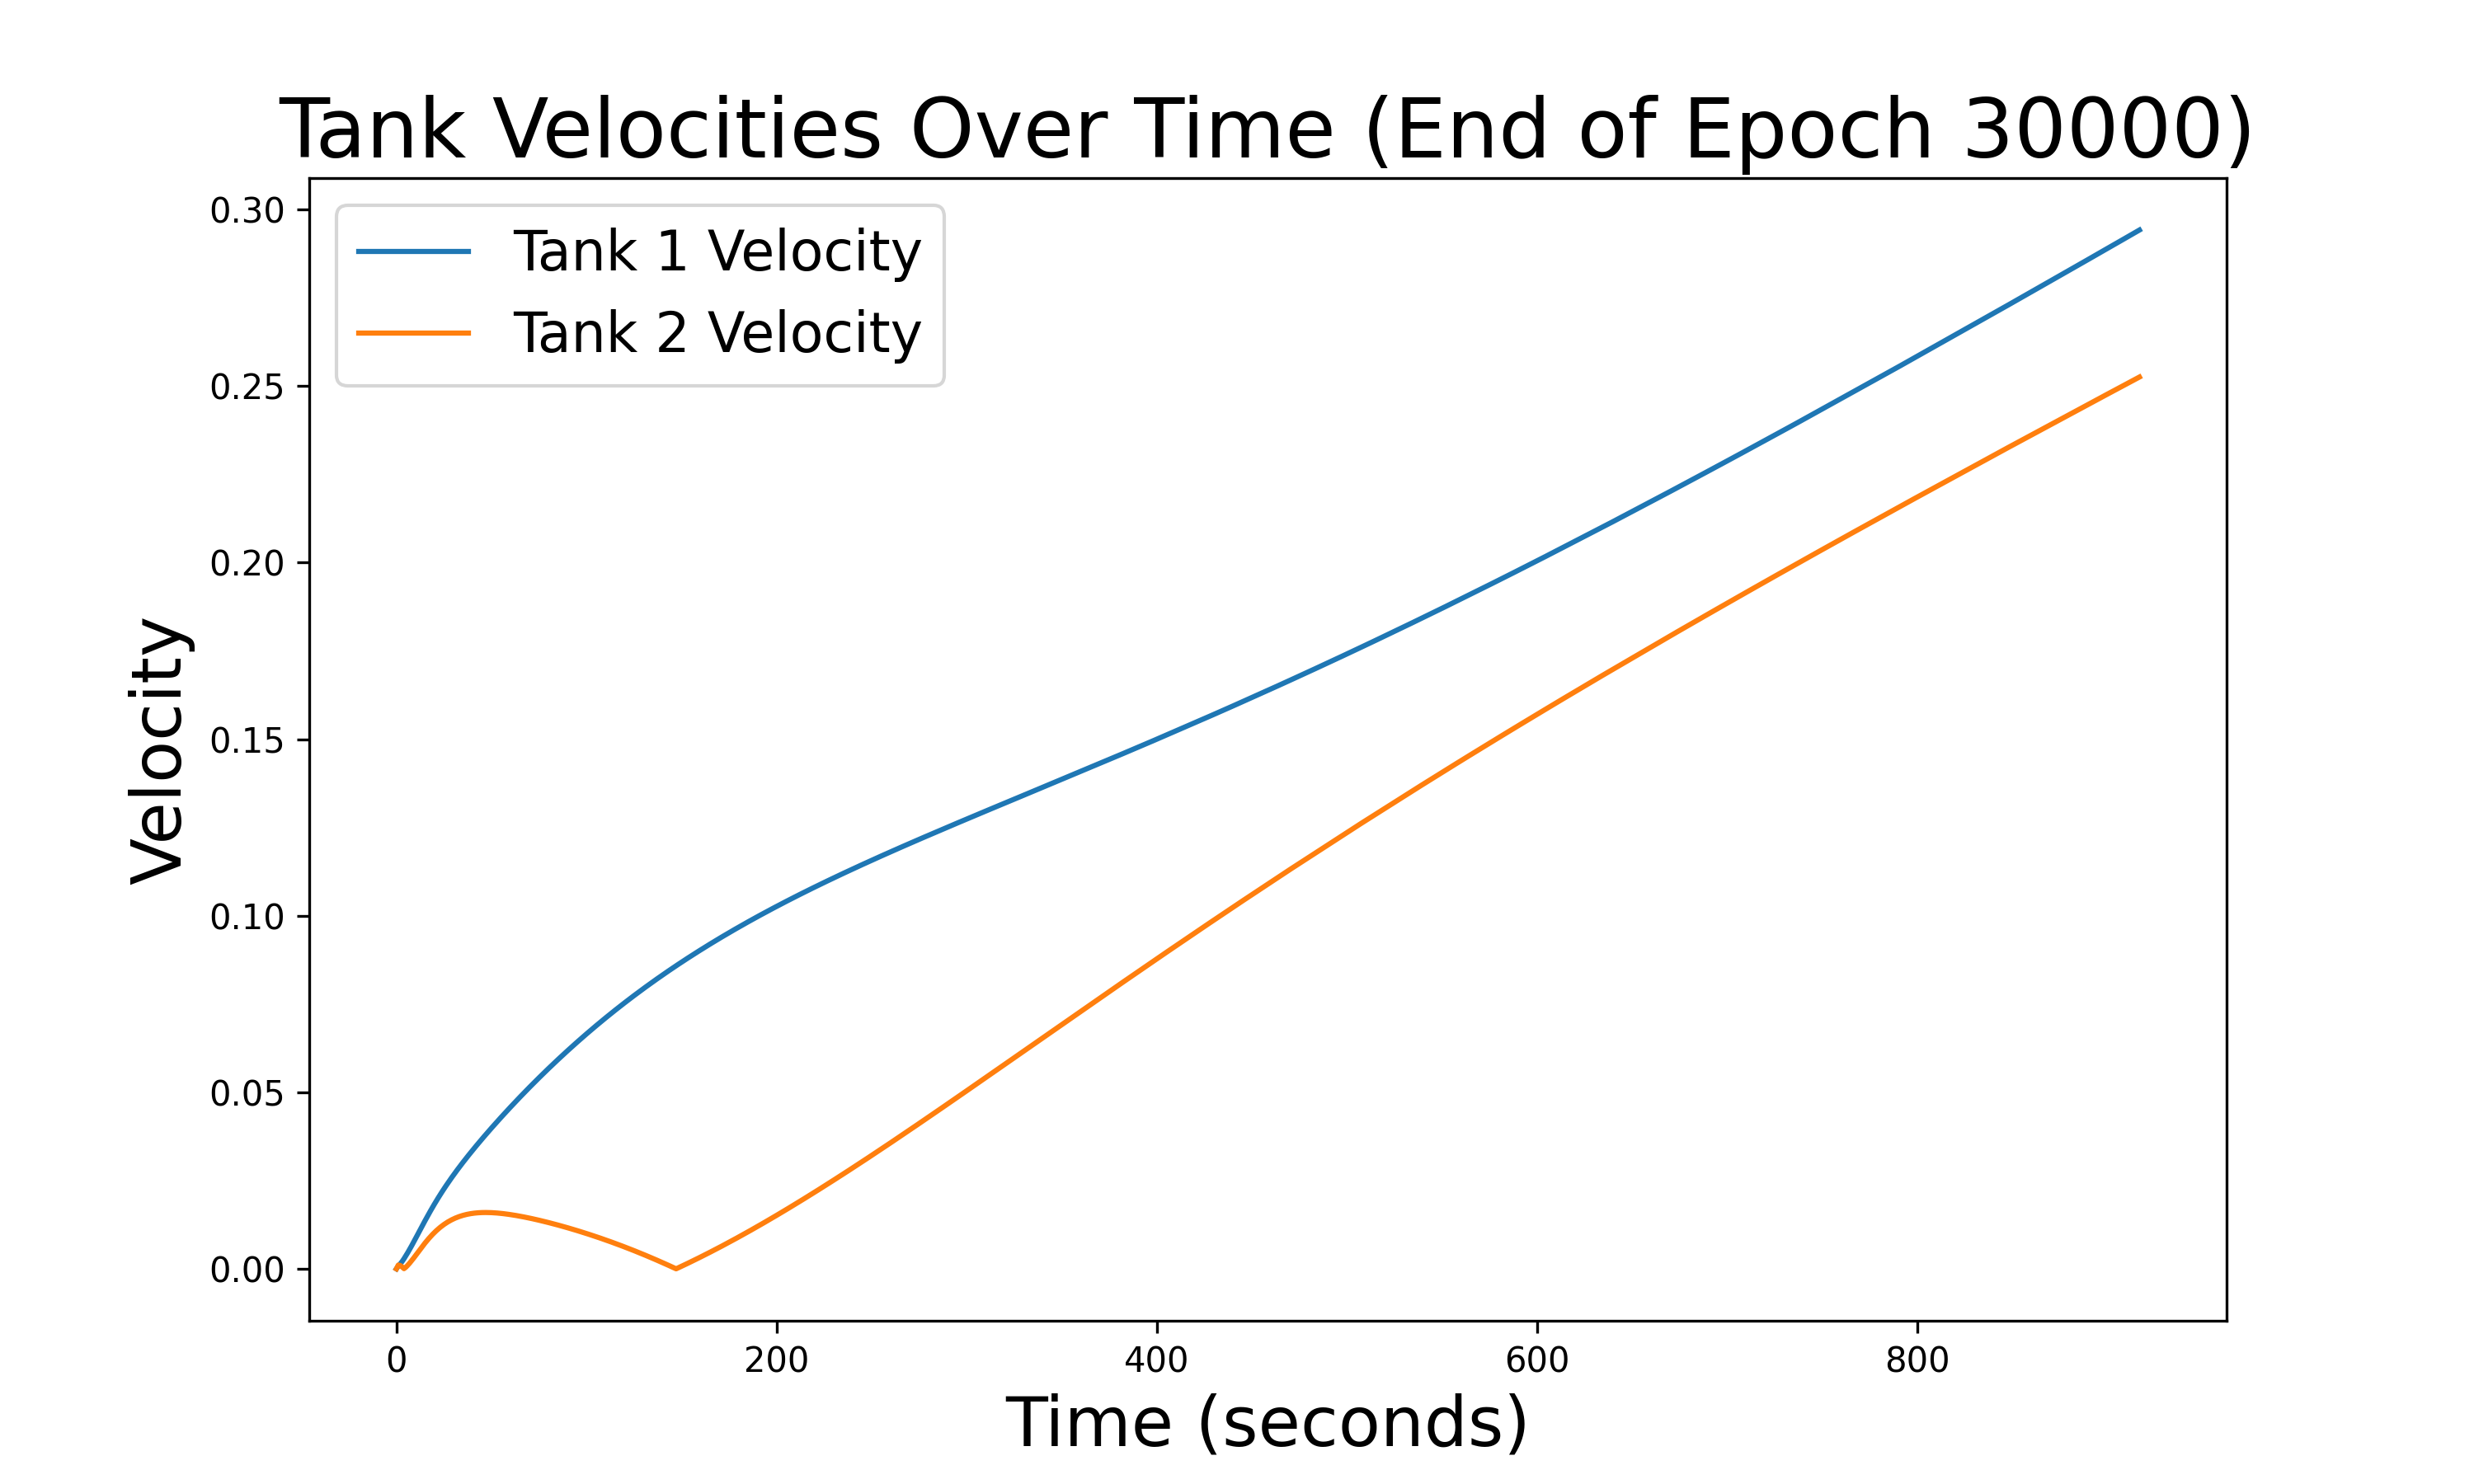 Tank Velocities Over Time (End of Epoch 30000)
Tank 1 Velocity
Tank 2 Velocity
Velocity
0.30
0.25
0.20
0.15
0.10
0.05
0.00
0 200 400 600 800
Time (seconds)